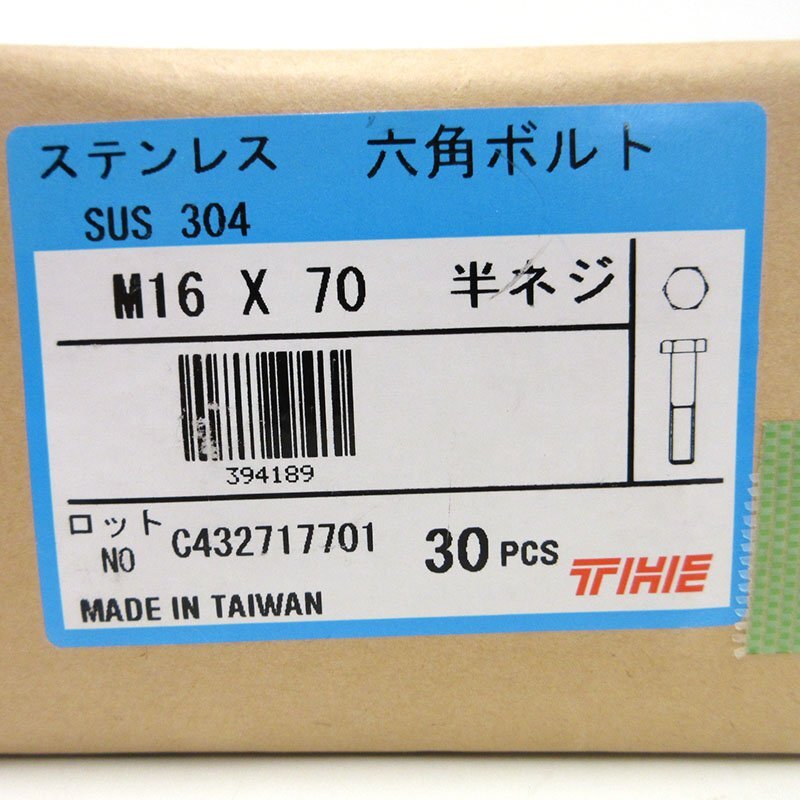 ステンレス 六角ボルト
SUS 304
M16 X 70 半ネジ
394189
ロット NO C432717701 30 PCS
TIHE
MADE IN TAIWAN